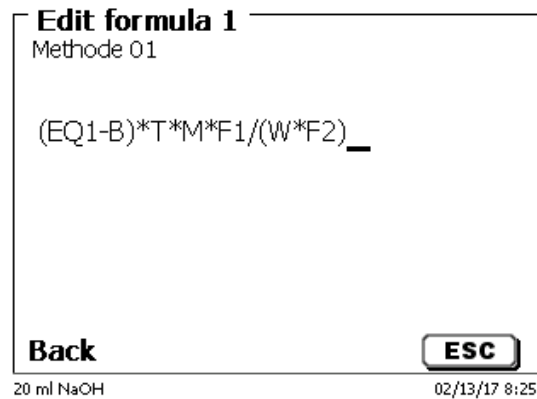 Edit formula 1
Methode 01
(EQ1-B)*T*M*F1/(W*F2)_
Back ESC
20 ml NaOH 02/13/17 8:25